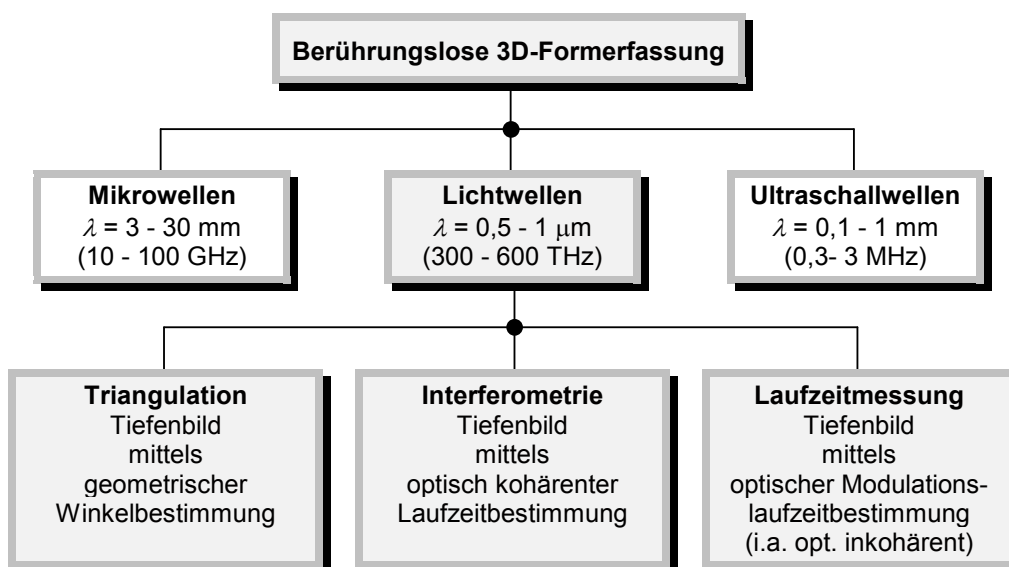 Berührungslose 3D-Formerfassung
Mikrowellen
λ = 3 - 30 mm
(10 - 100 GHz)
Lichtwellen
λ = 0,5 - 1 μm
(300 - 600 THz)
Ultraschallwellen
λ = 0,1 - 1 mm
(0,3- 3 MHz)
Triangulation
Tiefenbild
mittels
geometrischer
Winkelbestimmung
Interferometrie
Tiefenbild
mittels
optisch kohärenter
Laufzeitbestimmung
Laufzeitmessung
Tiefenbild
mittels
optischer Modulations-
laufzeitbestimmung
(i.a. opt. inkohärent)